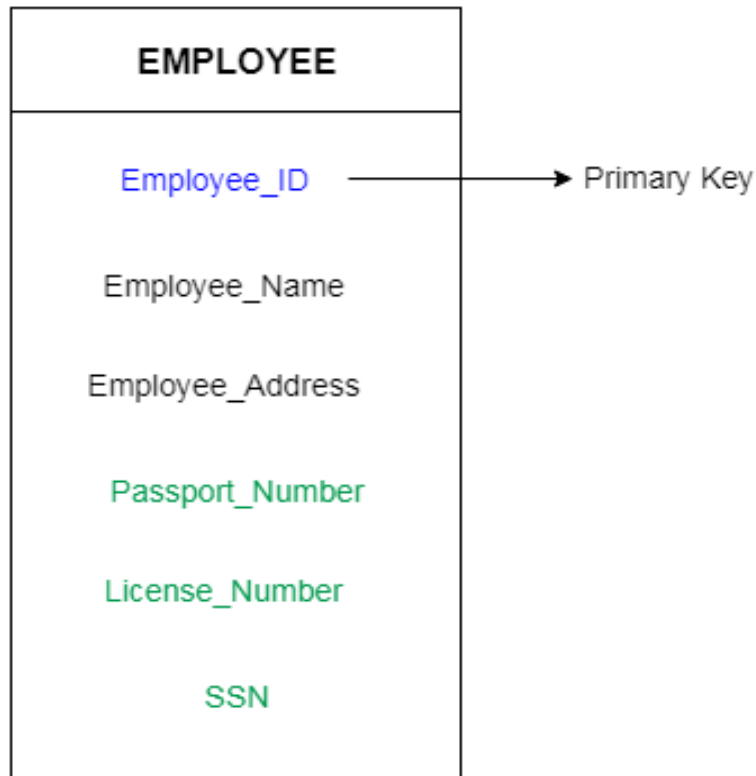 EMPLOYEE
Employee_ID
Primary Key
Employee_Name
Employee_Address
Passport_Number
License_Number
SSN